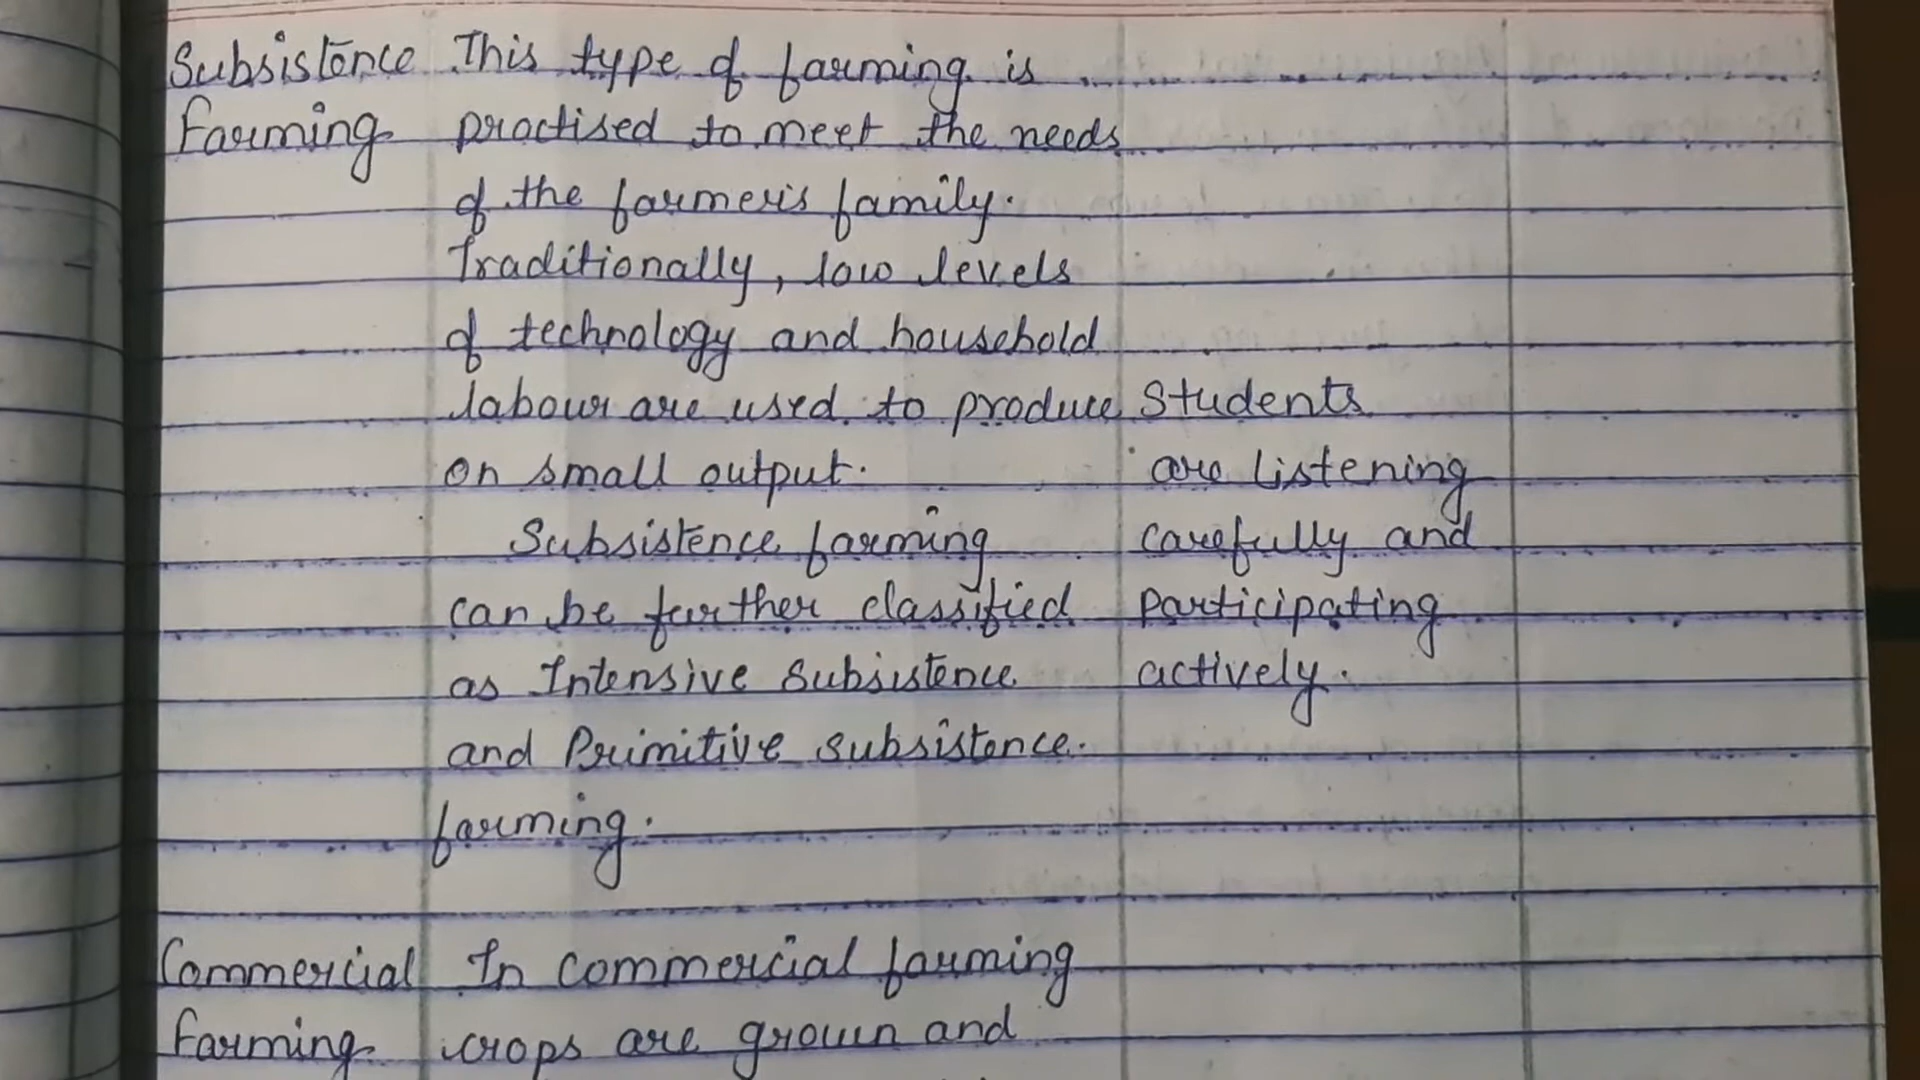 Subsistence This type of farming is
Farming practised to meet the needs
of the farmer's family.
Traditionally, low levels
of technology and household
labour are used to produce Students
on small output. are listening
Subsistence farming carefully and
can be further classified participating
as Intensive Subsistence actively.
and Primitive subsistence.
farming.
Commercial In commercial farming
Farming crops are grown and